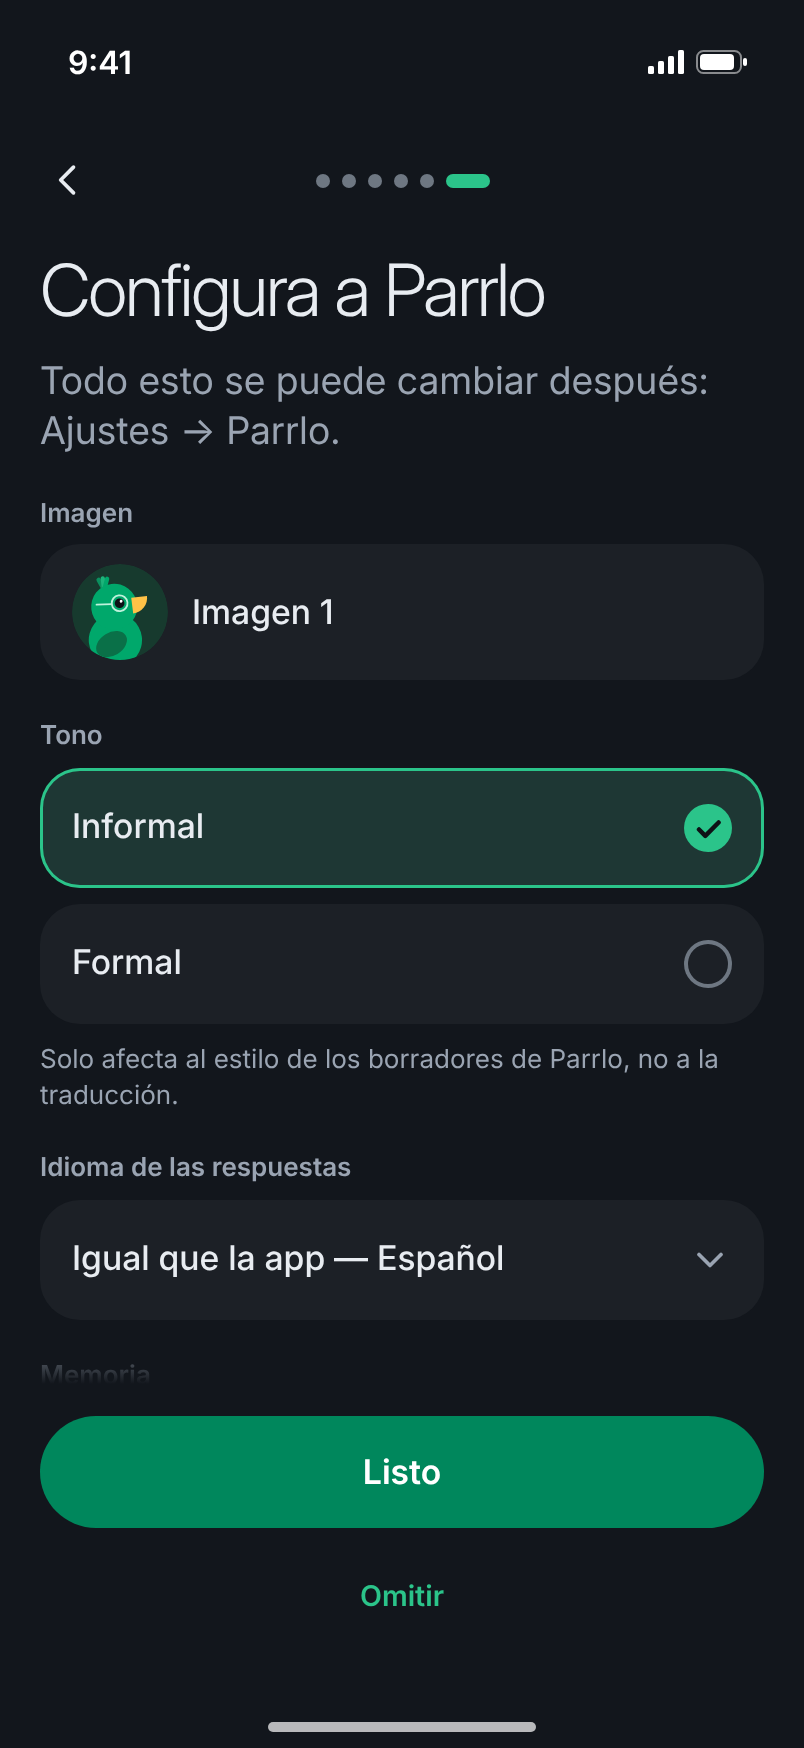 9:41
Configura a Parrlo
Todo esto se puede cambiar después:
Ajustes → Parrlo.
Imagen
Imagen 1
Tono
Informal
Formal
Solo afecta al estilo de los borradores de Parrlo, no a la
traducción.
Idioma de las respuestas
Igual que la app — Español
Memoria
Listo
Omitir